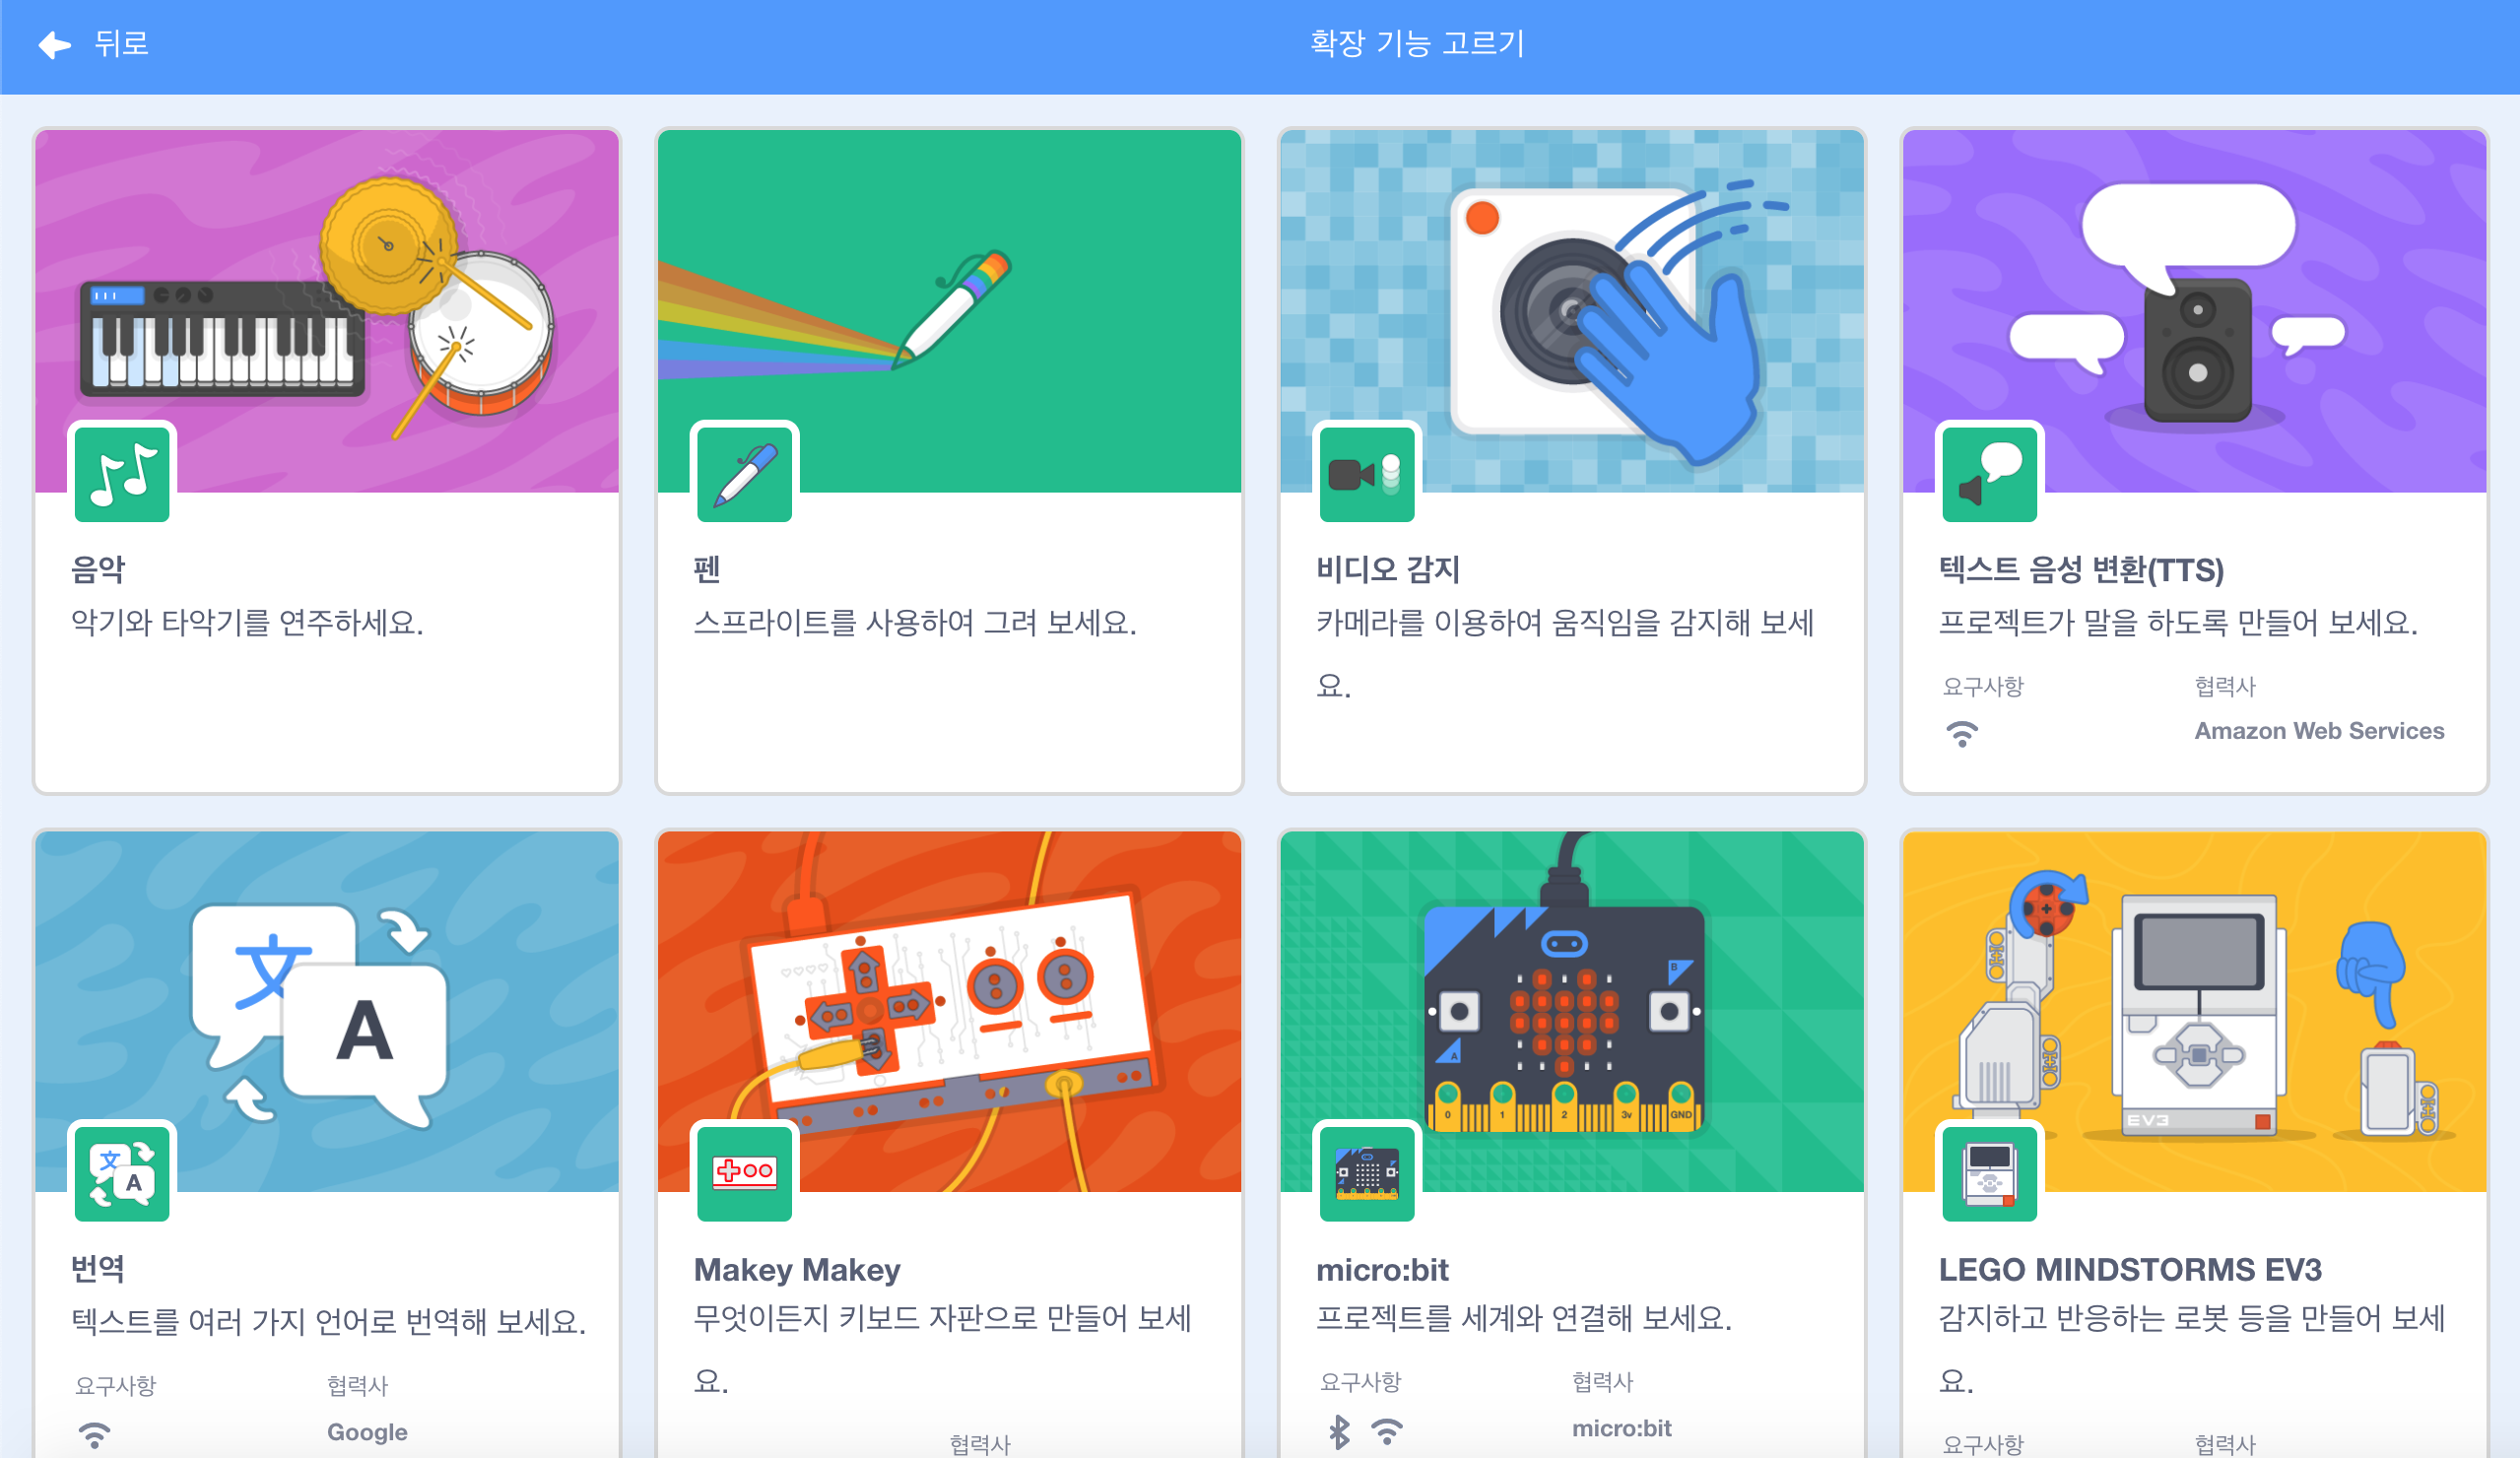 뒤로
확장 기능 고르기
음악
악기와 타악기를 연주하세요.
펜
스프라이트를 사용하여 그려 보세요.
비디오 감지
카메라를 이용하여 움직임을 감지해 보세
요.
텍스트 음성 변환(TTS)
프로젝트가 말을 하도록 만들어 보세요.
요구사항
협력사
Amazon Web Services
文
A
文
A
번역
텍스트를 여러 가지 언어로 번역해 보세요.
요구사항
협력사
Google
Makey Makey
무엇이든지 키보드 자판으로 만들어 보세
요.
협력사
B
A
0 1 2 3v GND
micro:bit
프로젝트를 세계와 연결해 보세요.
요구사항
협력사
micro:bit
EV3
LEGO MINDSTORMS EV3
감지하고 반응하는 로봇 등을 만들어 보세
요.
요구사항
협력사